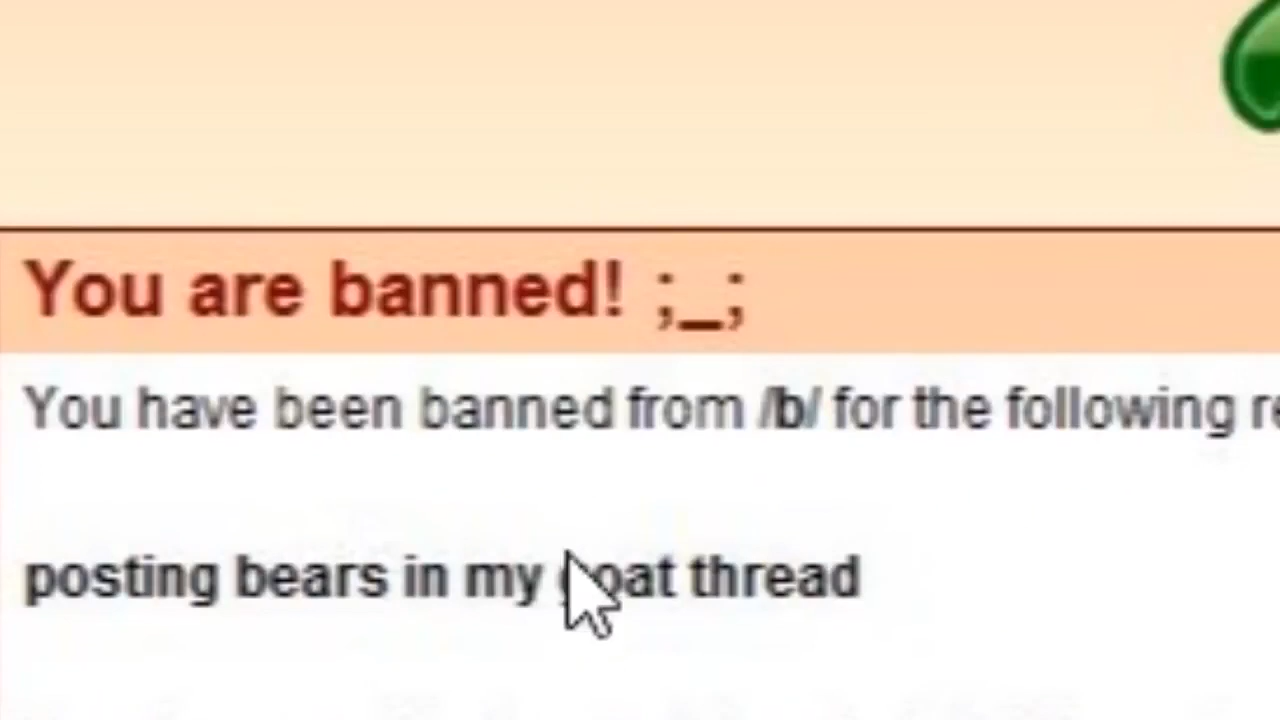 You are banned! ;_;
You have been banned from /b/ for the following
posting bears in my thread